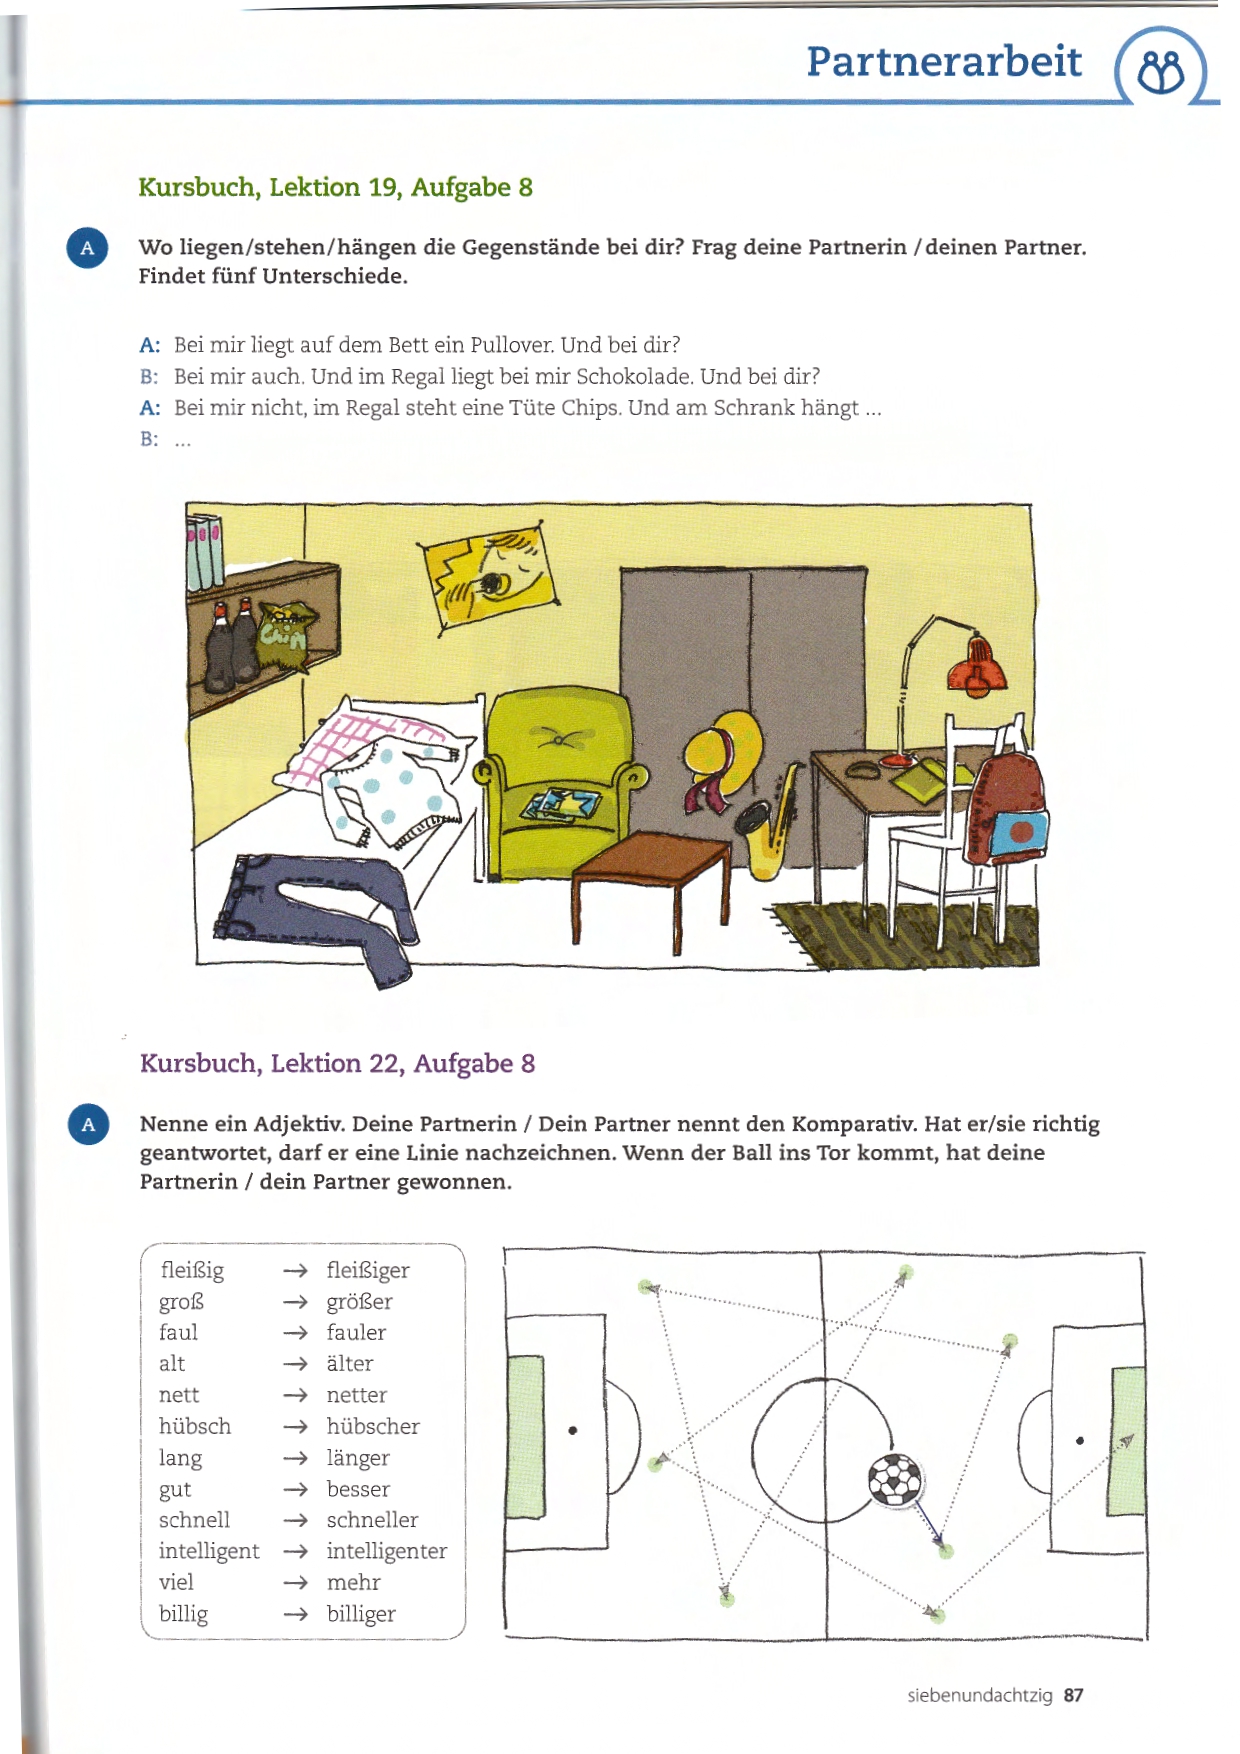 Partnerarbeit
Kursbuch, Lektion 19, Aufgabe 8
A
Wo liegen/stehen/hängen die Gegenstände bei dir? Frag deine Partnerin / deinen Partner.
Findet fünf Unterschiede.
A: Bei mir liegt auf dem Bett ein Pullover. Und bei dir?
B: Bei mir auch. Und im Regal liegt bei mir Schokolade. Und bei dir?
A: Bei mir nicht, im Regal steht eine Tüte Chips. Und am Schrank hängt ...
B: ...
Kursbuch, Lektion 22, Aufgabe 8
A
Nenne ein Adjektiv. Deine Partnerin / Dein Partner nennt den Komparativ. Hat er/sie richtig
geantwortet, darf er eine Linie nachzeichnen. Wenn der Ball ins Tor kommt, hat deine
Partnerin / dein Partner gewonnen.
fleißig → fleißiger
groß → größer
faul → fauler
alt → älter
nett → netter
hübsch → hübscher
lang → länger
gut → besser
schnell → schneller
intelligent → intelligenter
viel → mehr
billig → billiger
siebenundachtzig 87